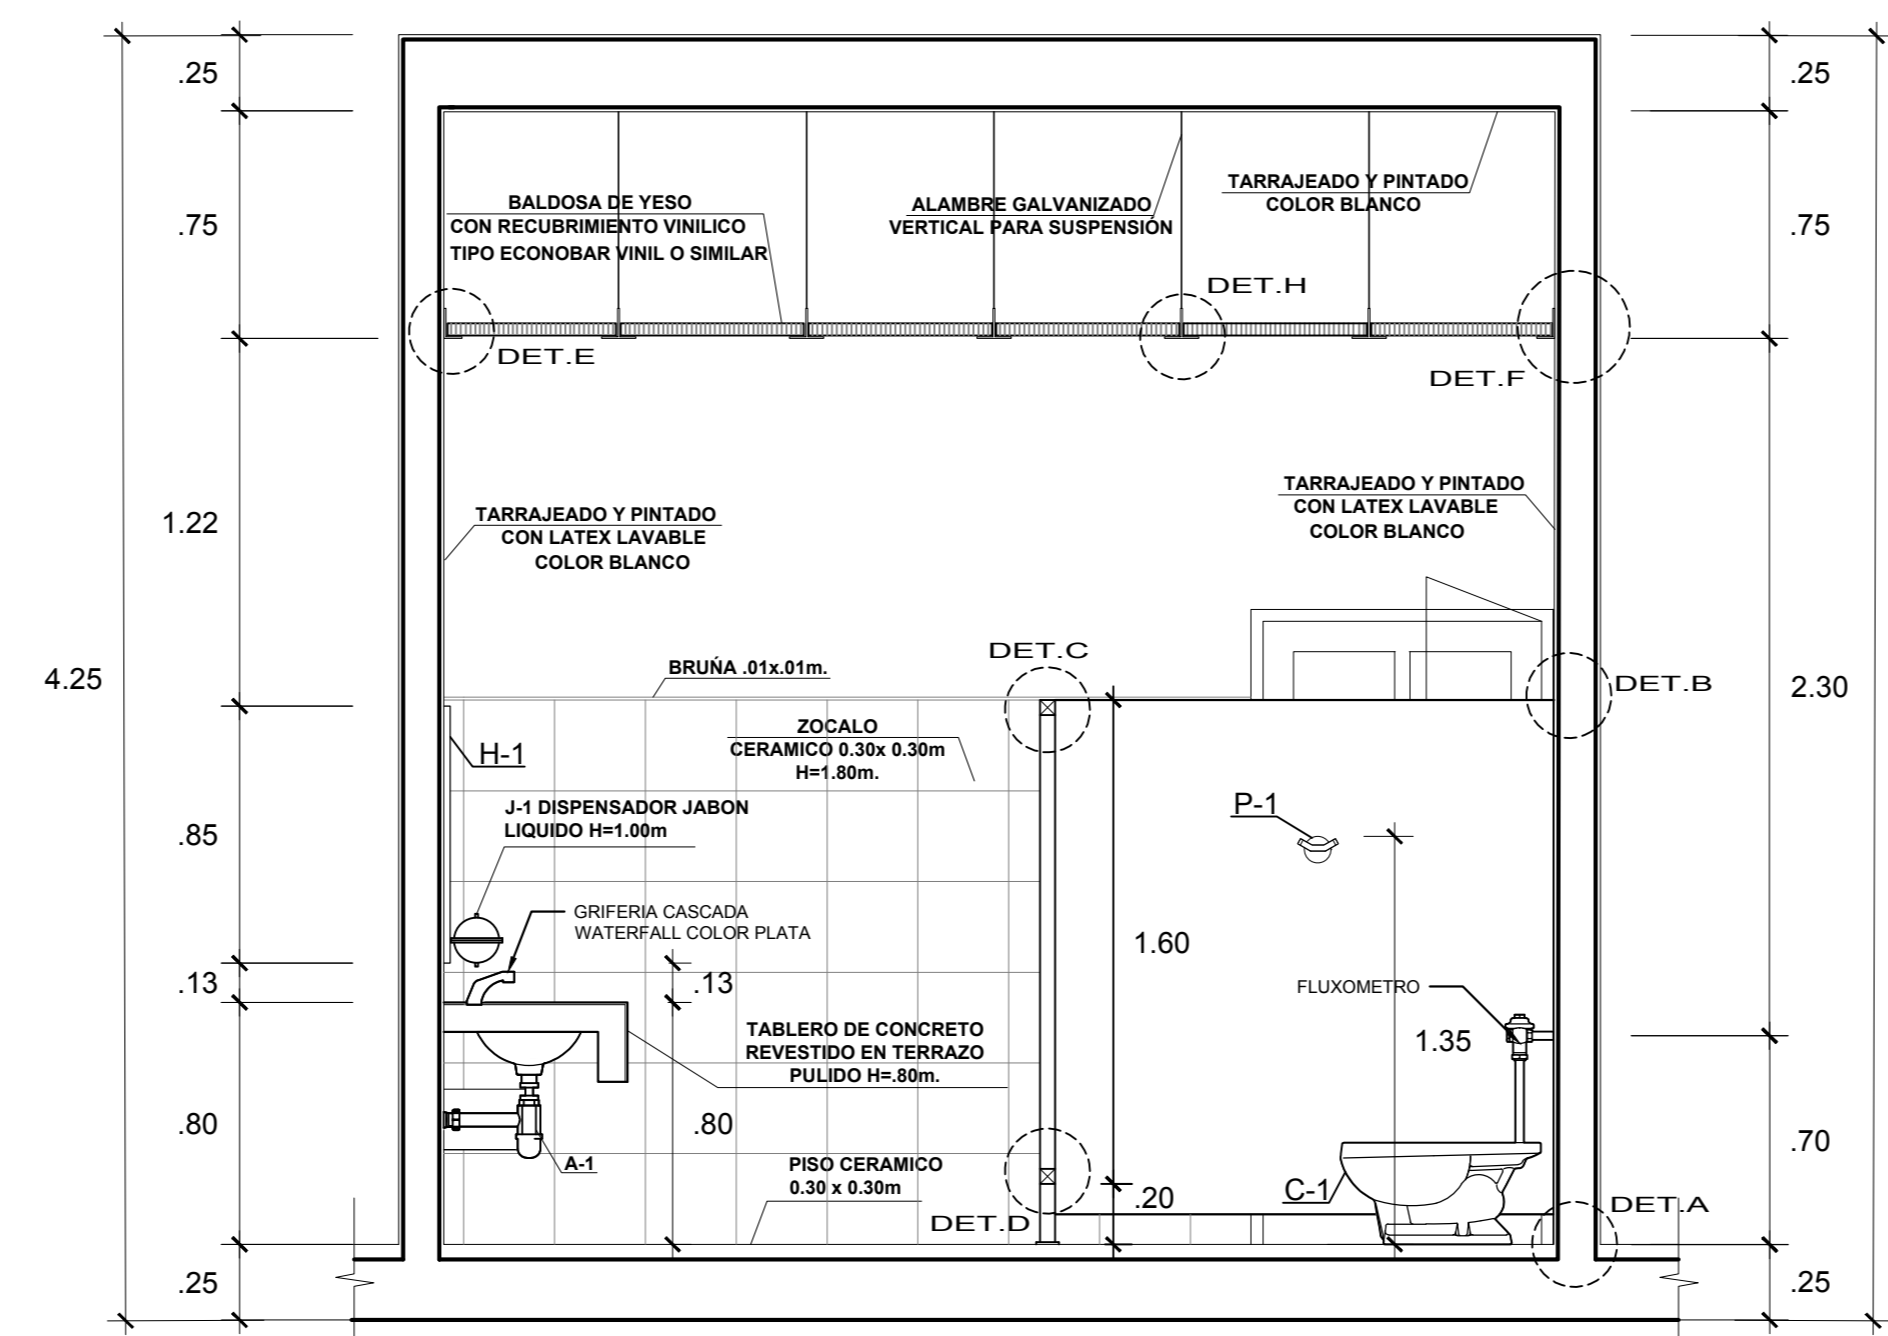 .25
.25
.75
.75
BALDOSA DE YESO
CON RECUBRIMIENTO VINILICO
TIPO ECONOBAR VINIL O SIMILAR
ALAMBRE GALVANIZADO
VERTICAL PARA SUSPENSIÓN
TARRAJEADO Y PINTADO
COLOR BLANCO
DET.E
DET.H
DET.F
1.22
TARRAJEADO Y PINTADO
CON LATEX LAVABLE
COLOR BLANCO
TARRAJEADO Y PINTADO
CON LATEX LAVABLE
COLOR BLANCO
4.25
BRUŃA .01x.01m.
DET.C
DET.B
2.30
H-1
ZOCALO
CERAMICO 0.30x 0.30m
H=1.80m.
.85
J-1 DISPENSADOR JABON
LIQUIDO H=1.00m
P-1
GRIFERIA CASCADA
WATERFALL COLOR PLATA
1.60
.13
.13
FLUXOMETRO
1.35
TABLERO DE CONCRETO
REVESTIDO EN TERRAZO
PULIDO H=.80m.
.80
.80
.70
A-1
PISO CERAMICO
0.30 x 0.30m
DET.D
.20
C-1
DET.A
.25
.25